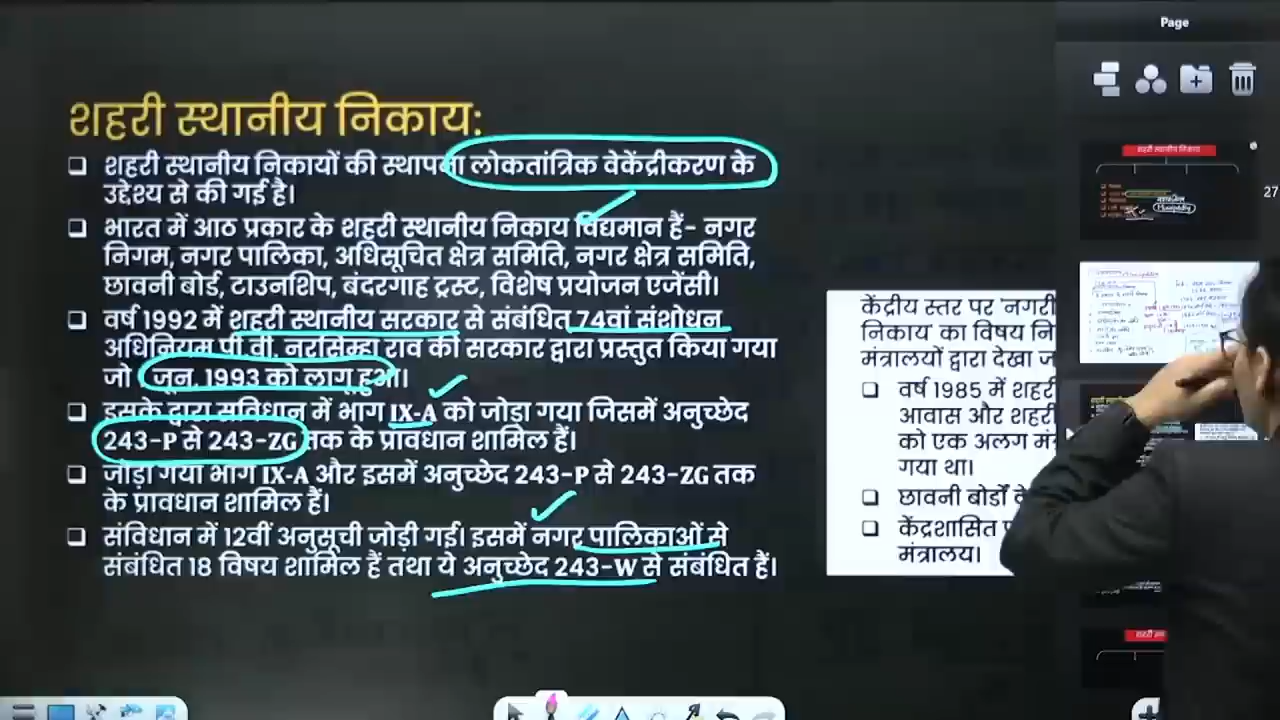 Page
27
शहरी स्थानीय निकाय:
❑ शहरी स्थानीय निकायों की स्थापना लोकतांत्रिक वेकेंद्रीकरण के
उद्देश्य से की गई है।
❑ भारत में आठ प्रकार के शहरी स्थानीय निकाय विद्यमान हैं- नगर
निगम, नगर पालिका, अधिसूचित क्षेत्र समिति, नगर क्षेत्र समिति,
छावनी बोर्ड, टाउनशिप, बंदरगाह ट्रस्ट, विशेष प्रयोजन एजेंसी।
❑ वर्ष 1992 में शहरी स्थानीय सरकार से संबंधित 74वां संशोधन
अधिनियम पी.वी. नरसिम्हा राव की सरकार द्वारा प्रस्तुत किया गया
जो जून, 1993 को लागू हुआ।
❑ इसके द्वारा संविधान में भाग IX-A को जोड़ा गया जिसमें अनुच्छेद
243-P से 243-ZG तक के प्रावधान शामिल हैं।
❑ जोड़ा गया भाग IX-A और इसमें अनुच्छेद 243-P से 243-ZG तक
के प्रावधान शामिल हैं।
❑ संविधान में 12वीं अनुसूची जोड़ी गई। इसमें नगर पालिकाओं से
संबंधित 18 विषय शामिल हैं तथा ये अनुच्छेद 243-W से संबंधित हैं।
केंद्रीय स्तर पर 'नगरी
निकाय' का विषय नि
मंत्रालयों द्वारा देखा ज
❑ वर्ष 1985 में शहरी
आवास और शहरी
को एक अलग
गया था।
❑ छावनी बोर्डों
❑ केंद्रशासित
मंत्रालय।
शहरी स्थानीय निकाय